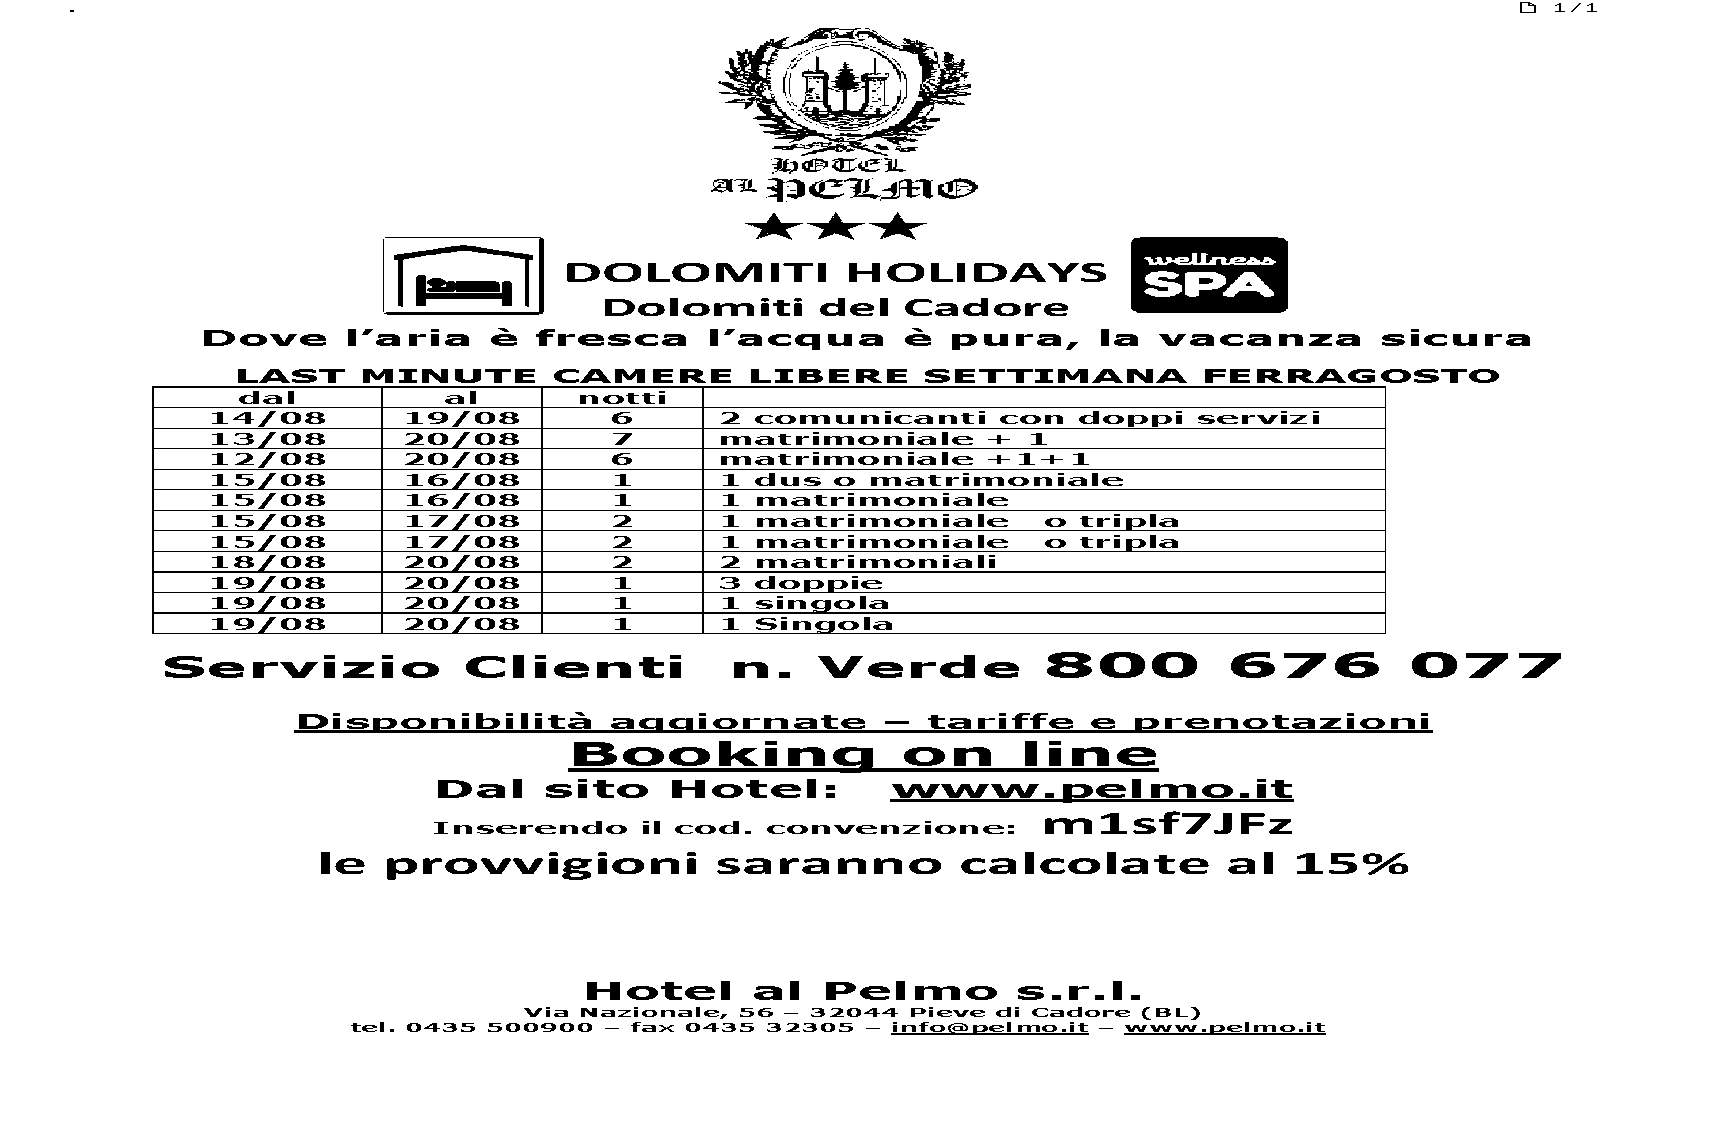 1/1
HOTEL
AL PELMO
DOLOMITI HOLIDAYS
wellness
SPA
Dolomiti del Cadore
Dove l’aria è fresca l’acqua è pura, la vacanza sicura
LAST MINUTE CAMERE LIBERE SETTIMANA FERRAGOSTO
dal al notti
14/08 19/08 6 2 comunicanti con doppi servizi
13/08 20/08 7 matrimoniale + 1
12/08 20/08 6 matrimoniale +1+1
15/08 16/08 1 1 dus o matrimoniale
15/08 16/08 1 1 matrimoniale
15/08 17/08 2 1 matrimoniale o tripla
15/08 17/08 2 1 matrimoniale o tripla
18/08 20/08 2 2 matrimoniali
19/08 20/08 1 3 doppie
19/08 20/08 1 1 singola
19/08 20/08 1 1 Singola
Servizio Clienti n. Verde 800 676 077
Disponibilità aggiornate – tariffe e prenotazioni
Booking on line
Dal sito Hotel: www.pelmo.it
Inserendo il cod. convenzione: m1sf7JFz
le provvigioni saranno calcolate al 15%
Hotel al Pelmo s.r.l.
Via Nazionale, 56 – 32044 Pieve di Cadore (BL)
tel. 0435 500900 – fax 0435 32305 – info@pelmo.it – www.pelmo.it